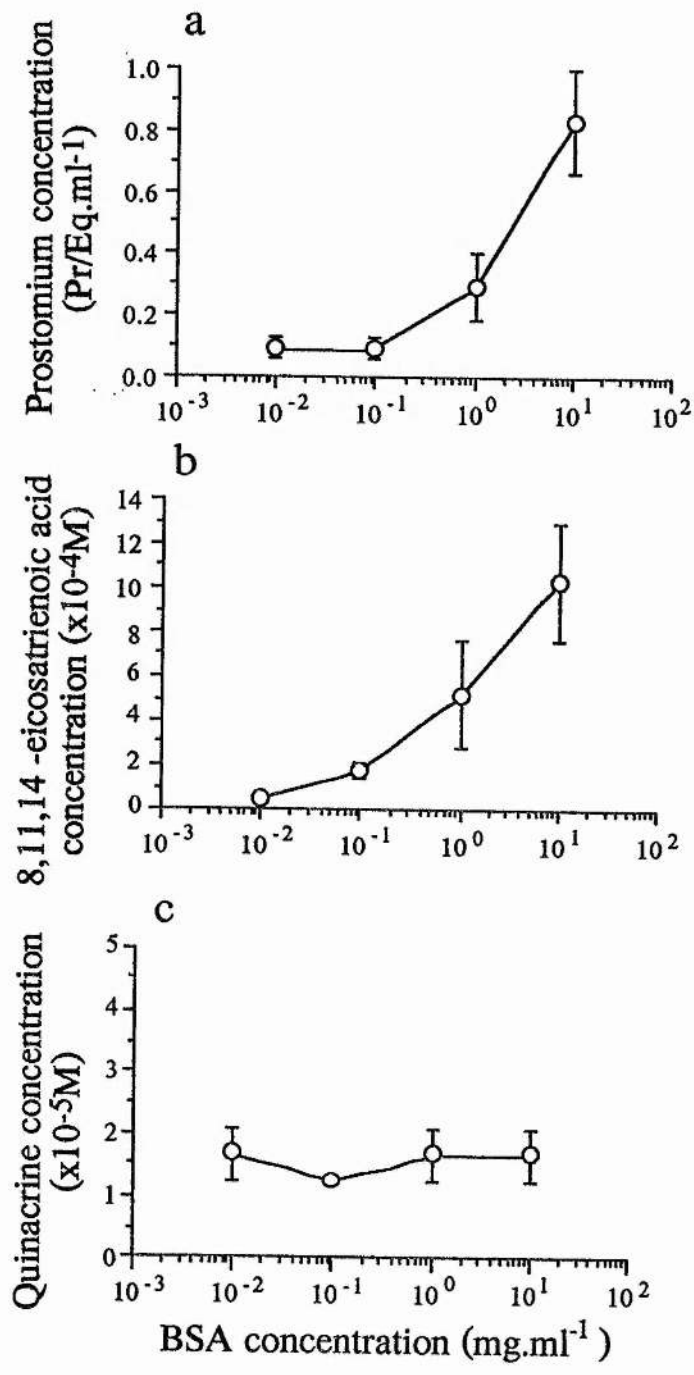 a
Prostomium concentration
(Pr/Eq.ml⁻¹)
1.0
0.8
0.6
0.4
0.2
0.0
10⁻³ 10⁻² 10⁻¹ 10⁰ 10¹ 10²
b
8,11,14 -eicosatrienoic acid
concentration (x10⁻⁴M)
14
12
10
8
6
4
2
0
10⁻³ 10⁻² 10⁻¹ 10⁰ 10¹ 10²
c
Quinacrine concentration
(x10⁻⁵M)
5
4
3
2
1
0
10⁻³ 10⁻² 10⁻¹ 10⁰ 10¹ 10²
BSA concentration (mg.ml⁻¹ )